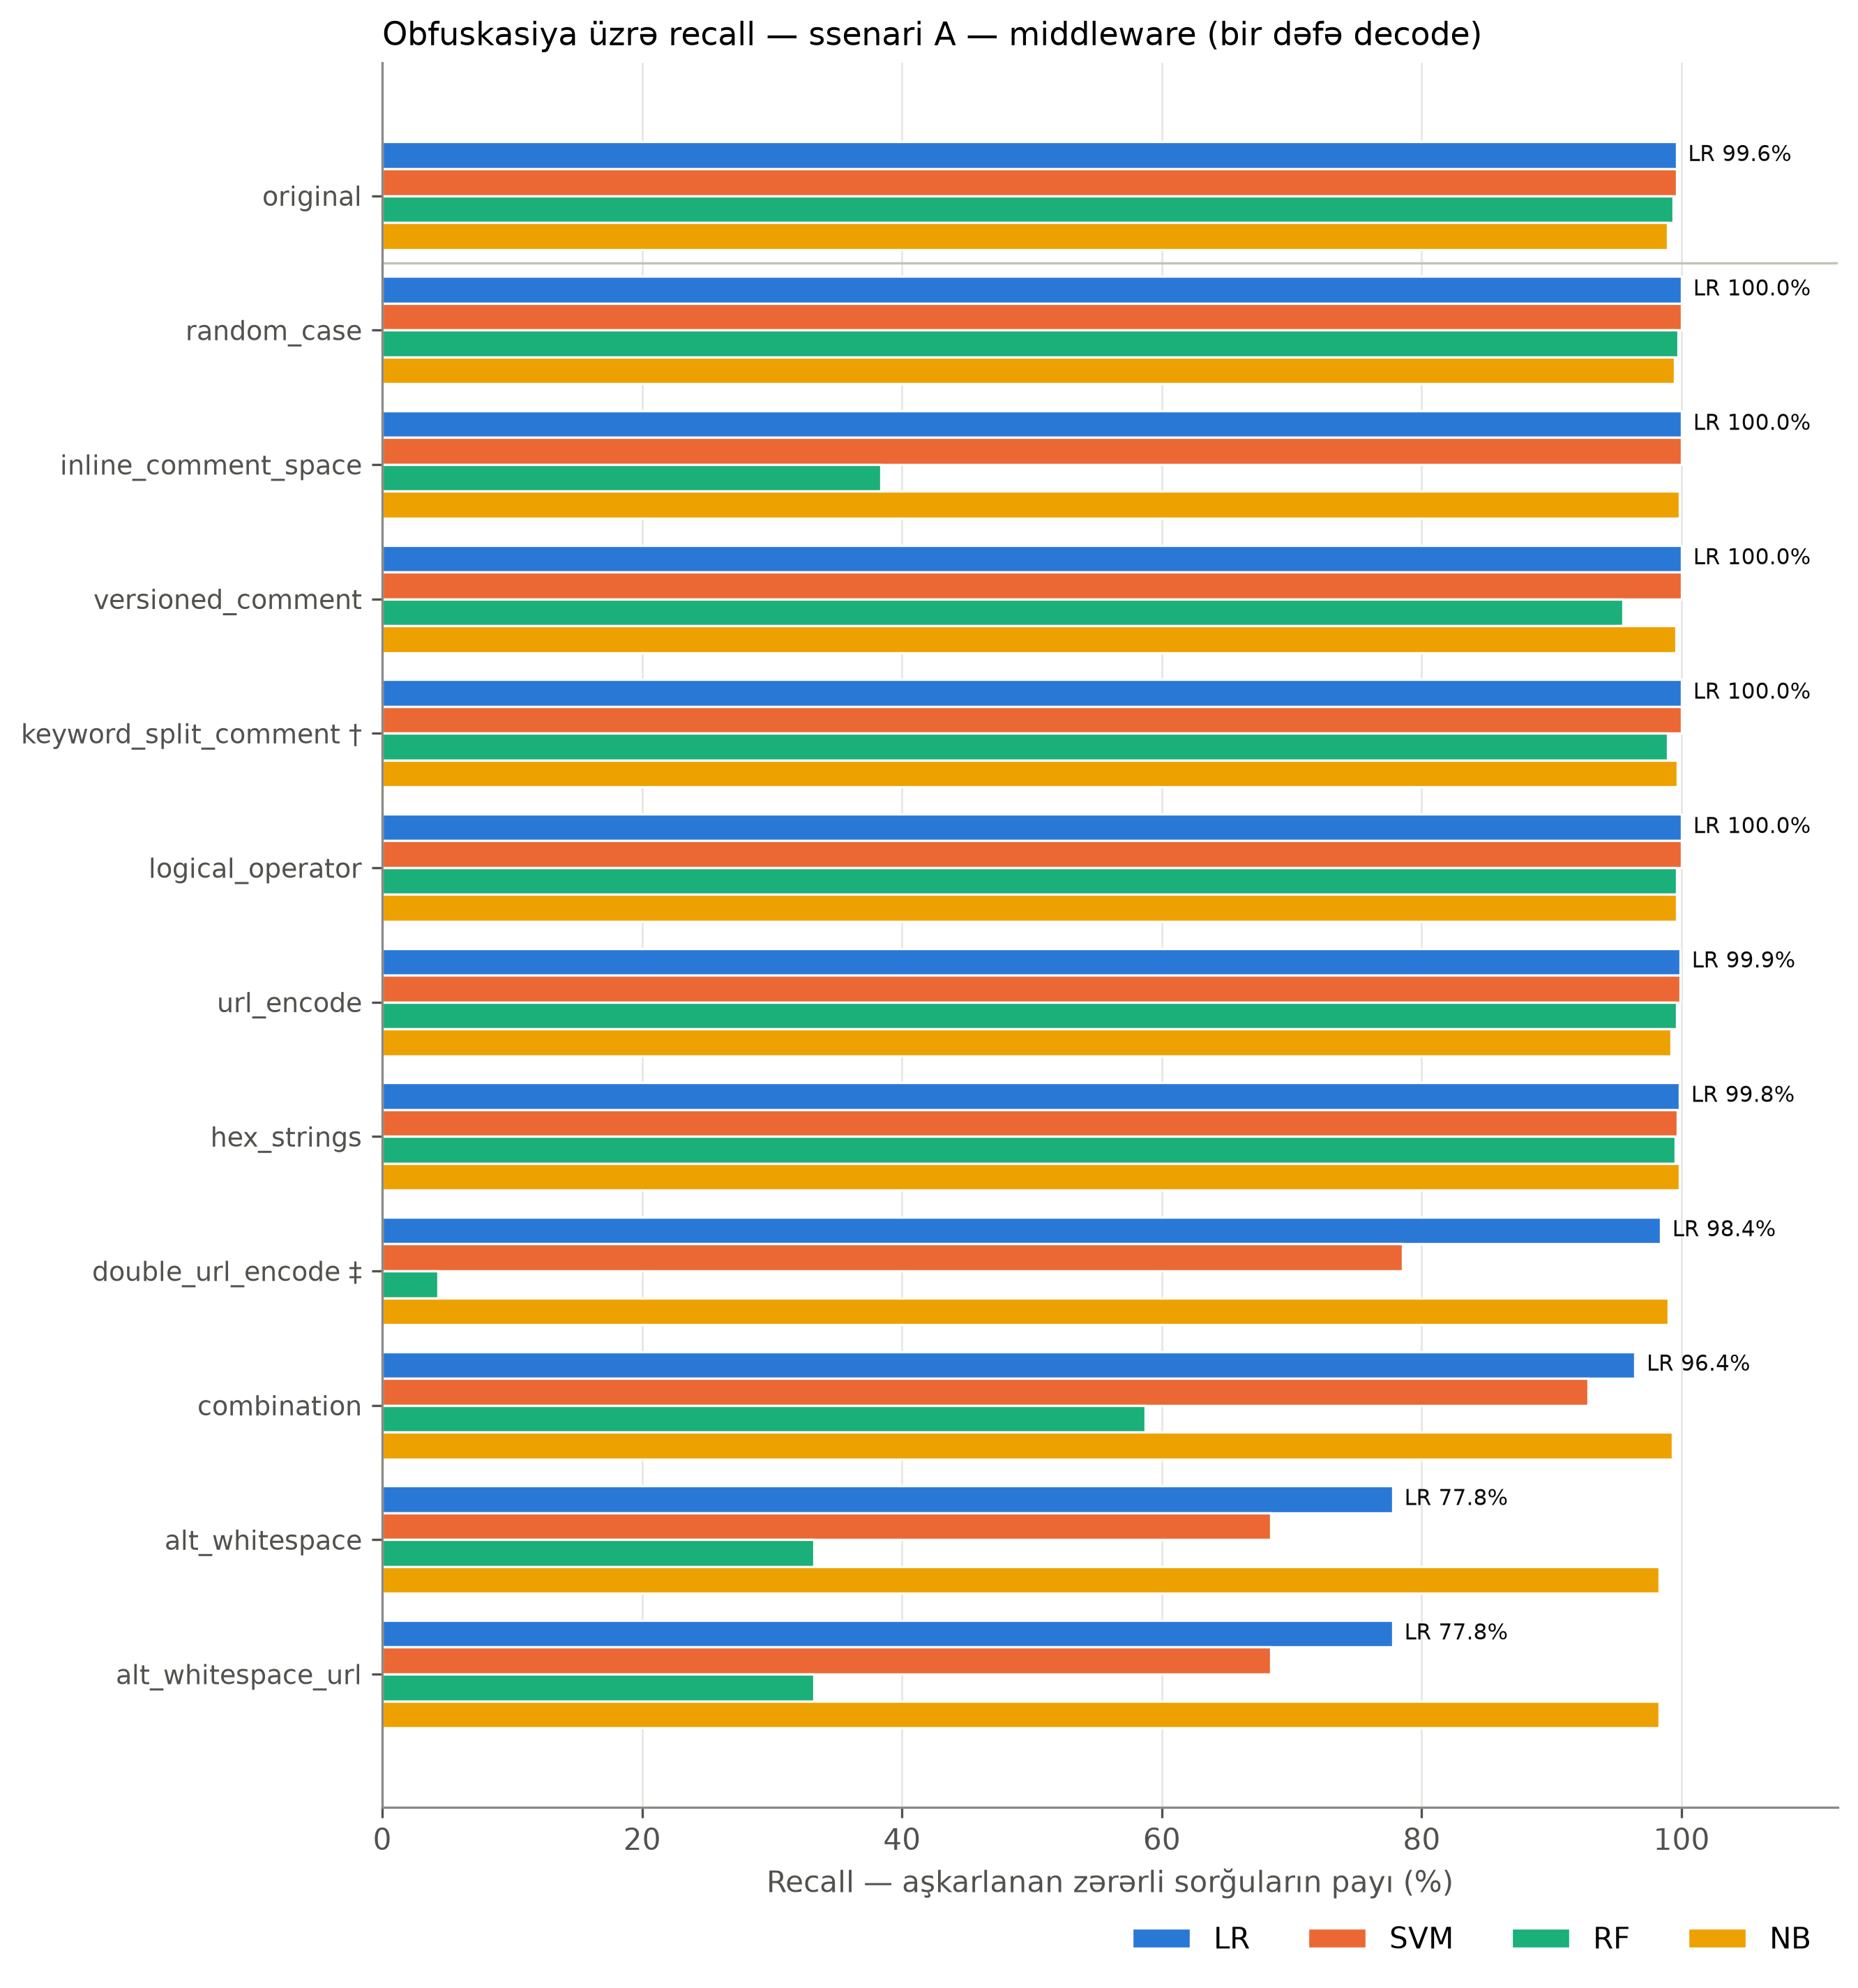 Obfuskasiya üzrə recall — ssenari A — middleware (bir dəfə decode)
original
LR 99.6%
random_case
LR 100.0%
inline_comment_space
LR 100.0%
versioned_comment
LR 100.0%
keyword_split_comment †
LR 100.0%
logical_operator
LR 100.0%
url_encode
LR 99.9%
hex_strings
LR 99.8%
double_url_encode ‡
LR 98.4%
combination
LR 96.4%
alt_whitespace
LR 77.8%
alt_whitespace_url
LR 77.8%
0 20 40 60 80 100
Recall — aşkarlanan zərərli sorğuların payı (%)
LR SVM RF NB